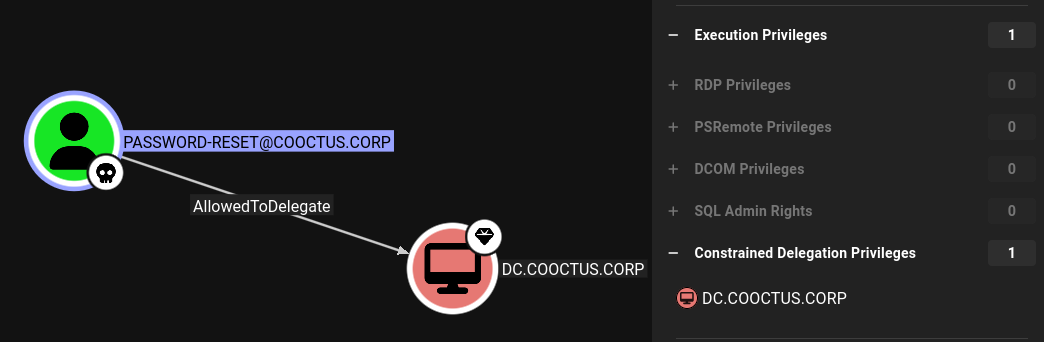 PASSWORD-RESET@COOCTUS.CORP
AllowedToDelegate
DC.COOCTUS.CORP
Execution Privileges 1
RDP Privileges 0
PSRemote Privileges 0
DCOM Privileges 0
SQL Admin Rights 0
Constrained Delegation Privileges 1
DC.COOCTUS.CORP